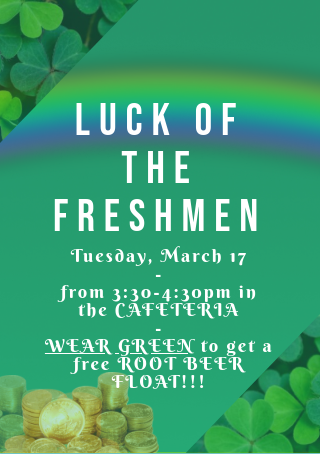 LUCK OF
THE
FRESHMEN
Tuesday, March 17
-
from 3:30-4:30pm in
the CAFETERIA
-
WEAR GREEN to get a
free ROOT BEER
FLOAT!!!